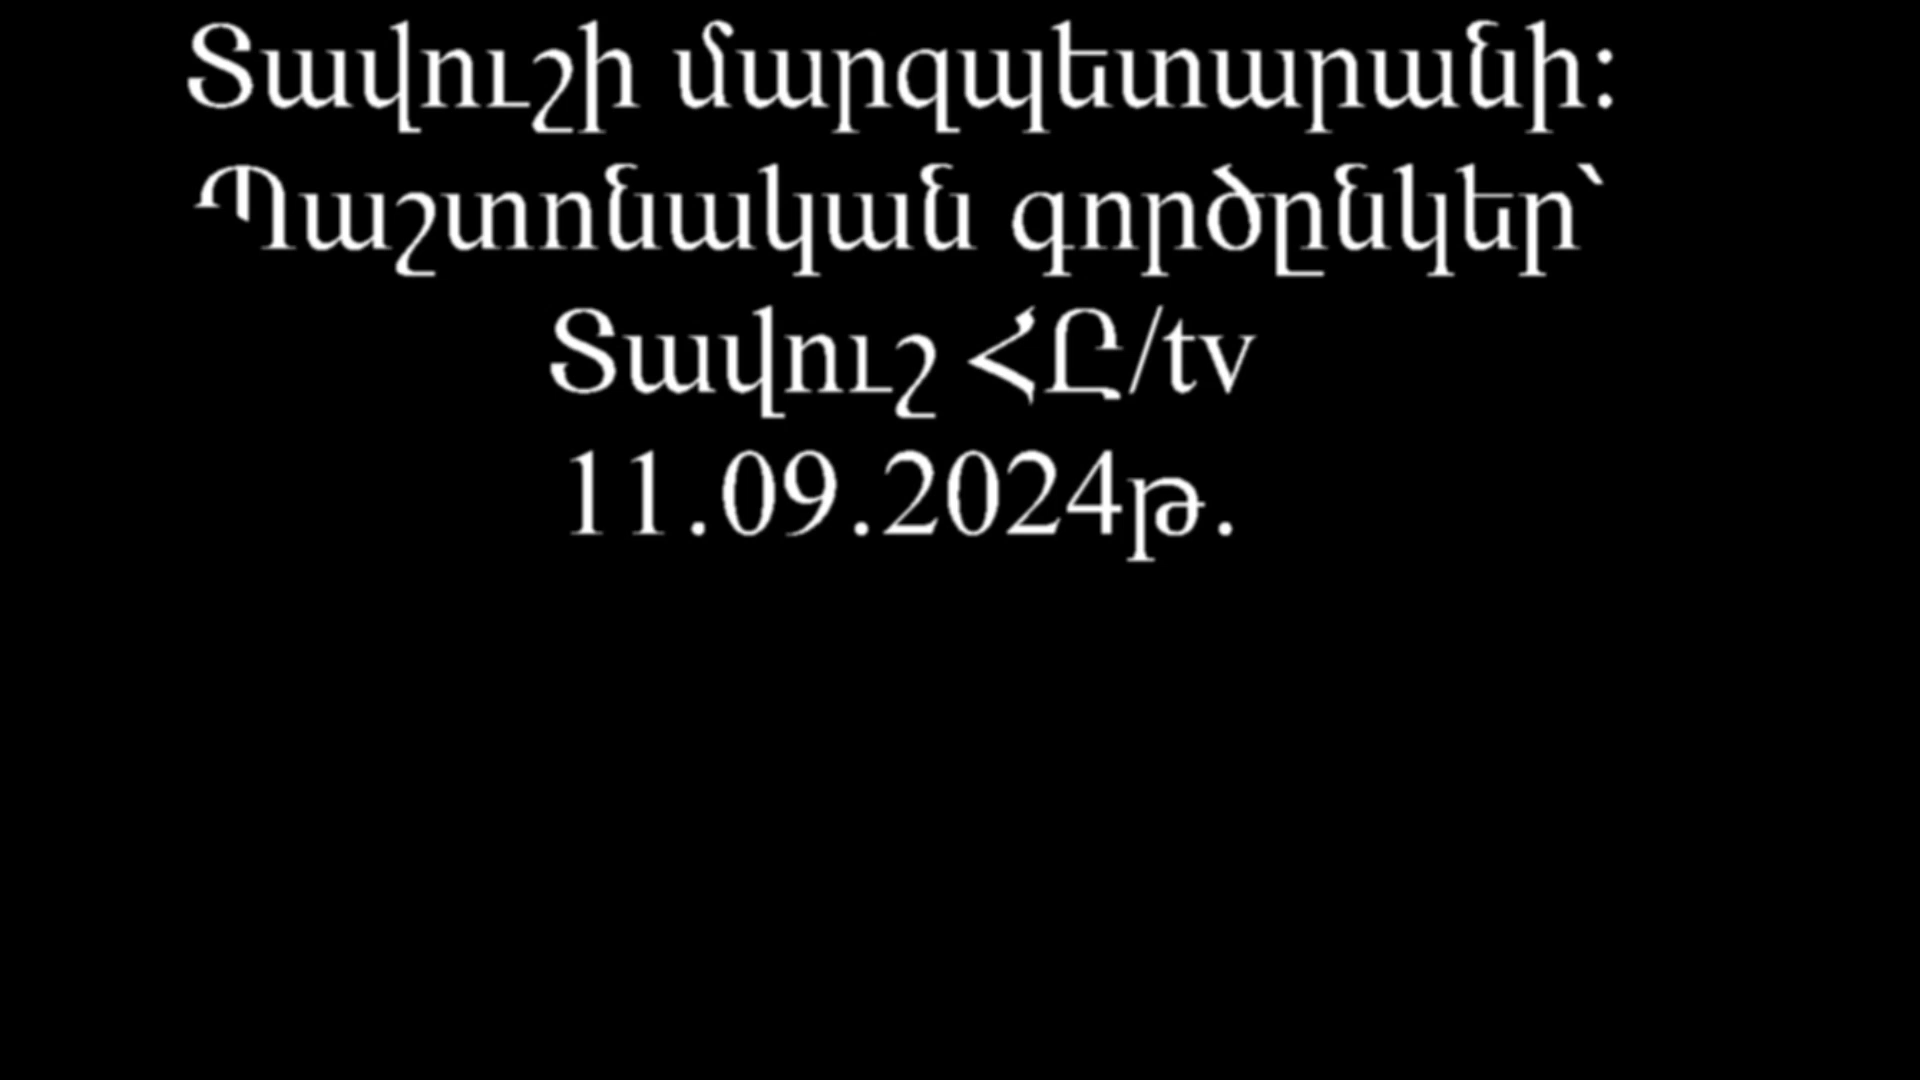 Տավուշի մարզպետարանի:
Պաշտոնական գործընկեր՝
Տավուշ ՀԸ/tv
11.09.2024թ.